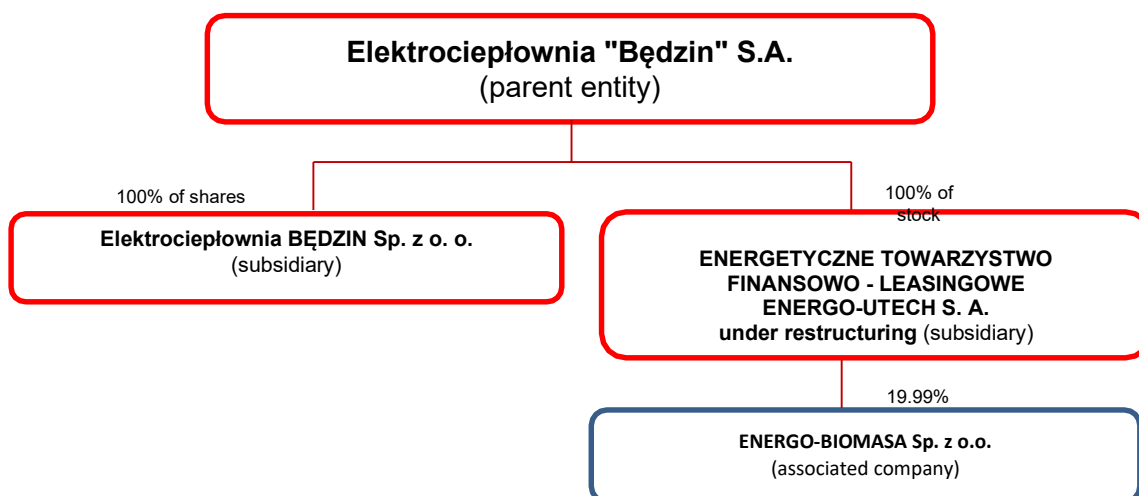 Elektrociepłownia "Będzin" S.A.
(parent entity)
100% of shares
100% of
stock
Elektrociepłownia BĘDZIN Sp. z o. o.
(subsidiary)
ENERGETYCZNE TOWARZYSTWO
FINANSOWO - LEASINGOWE
ENERGO-UTECH S. A.
under restructuring (subsidiary)
19.99%
ENERGO-BIOMASA Sp. z o.o.
(associated company)